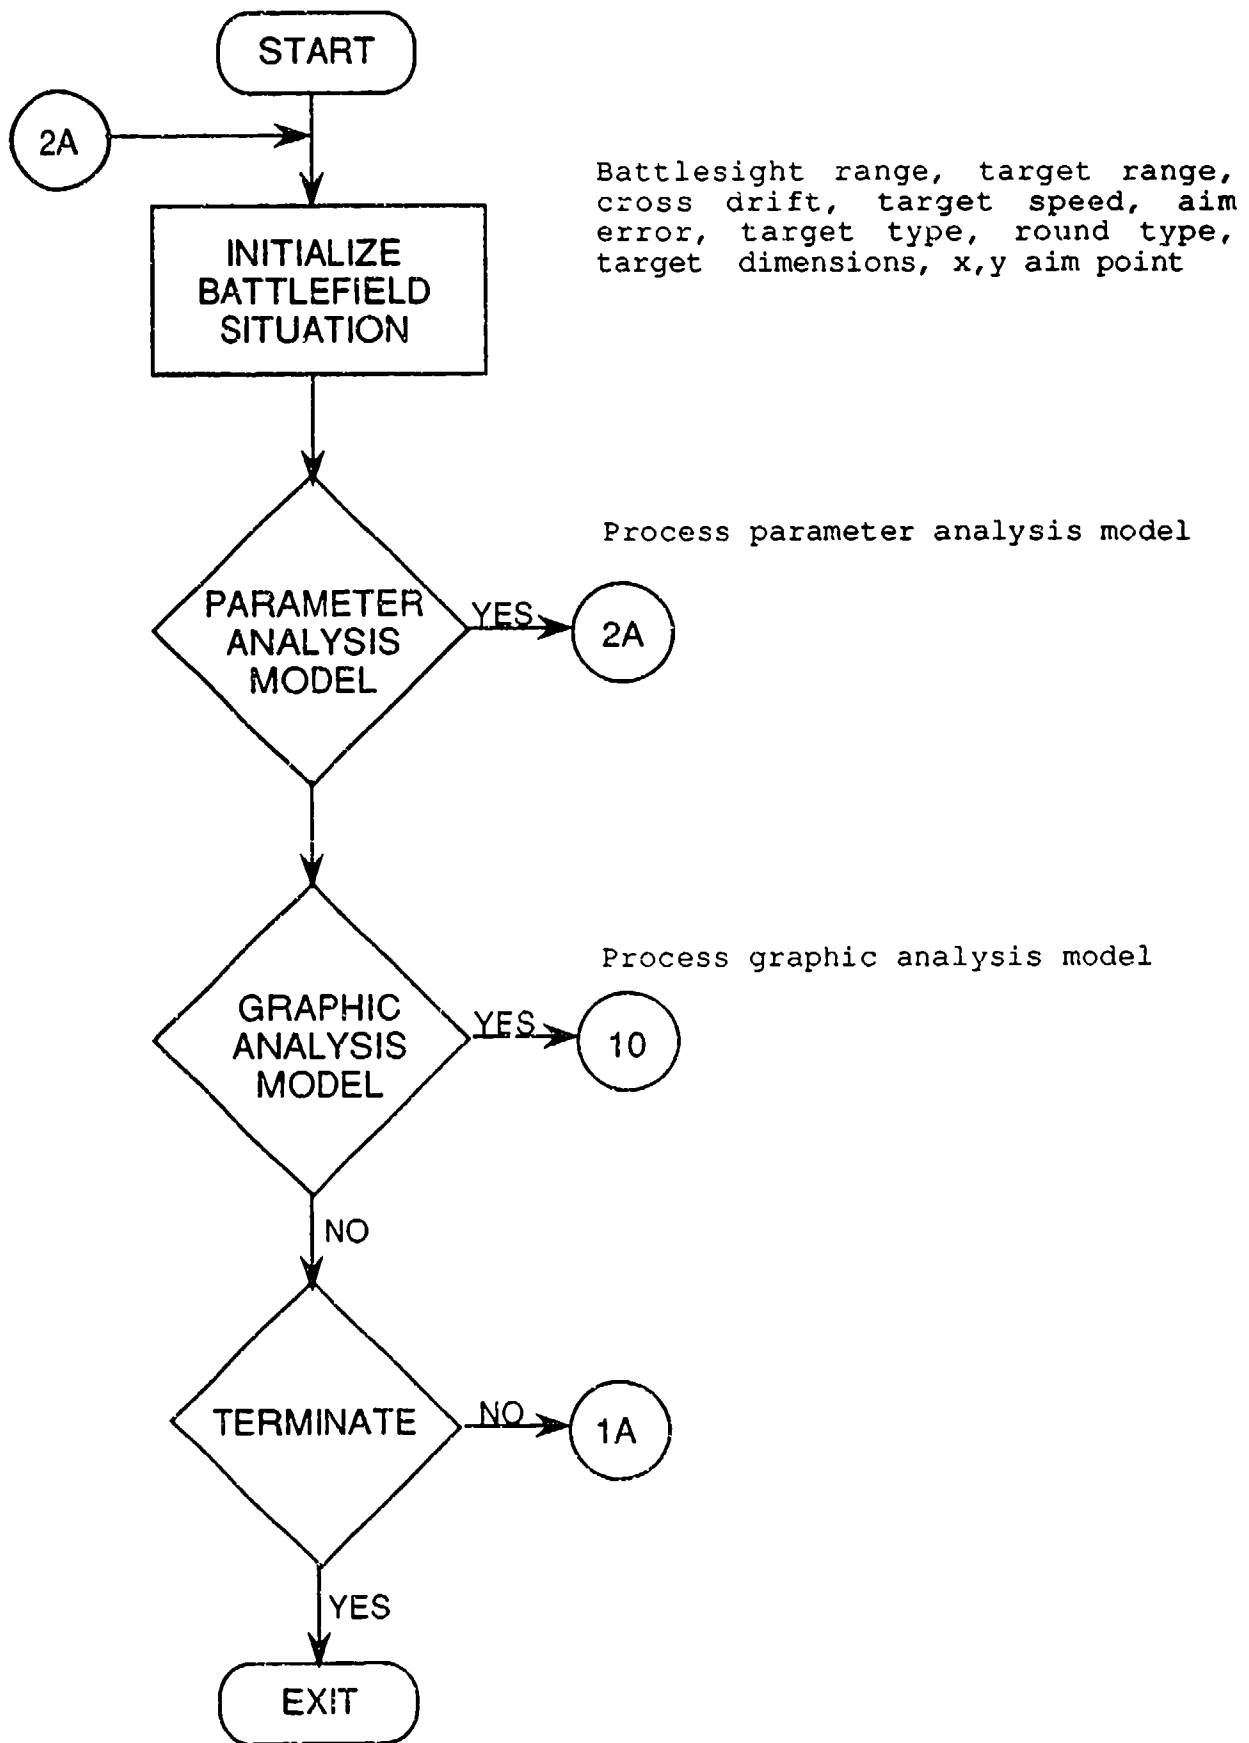 START
2A
Battlesight range, target range,
cross drift, target speed, aim
error, target type, round type,
target dimensions, x,y aim point
INITIALIZE
BATTLEFIELD
SITUATION
Process parameter analysis model
PARAMETER
ANALYSIS
MODEL
YES
2A
Process graphic analysis model
GRAPHIC
ANALYSIS
MODEL
YES
10
NO
TERMINATE
NO
1A
YES
EXIT